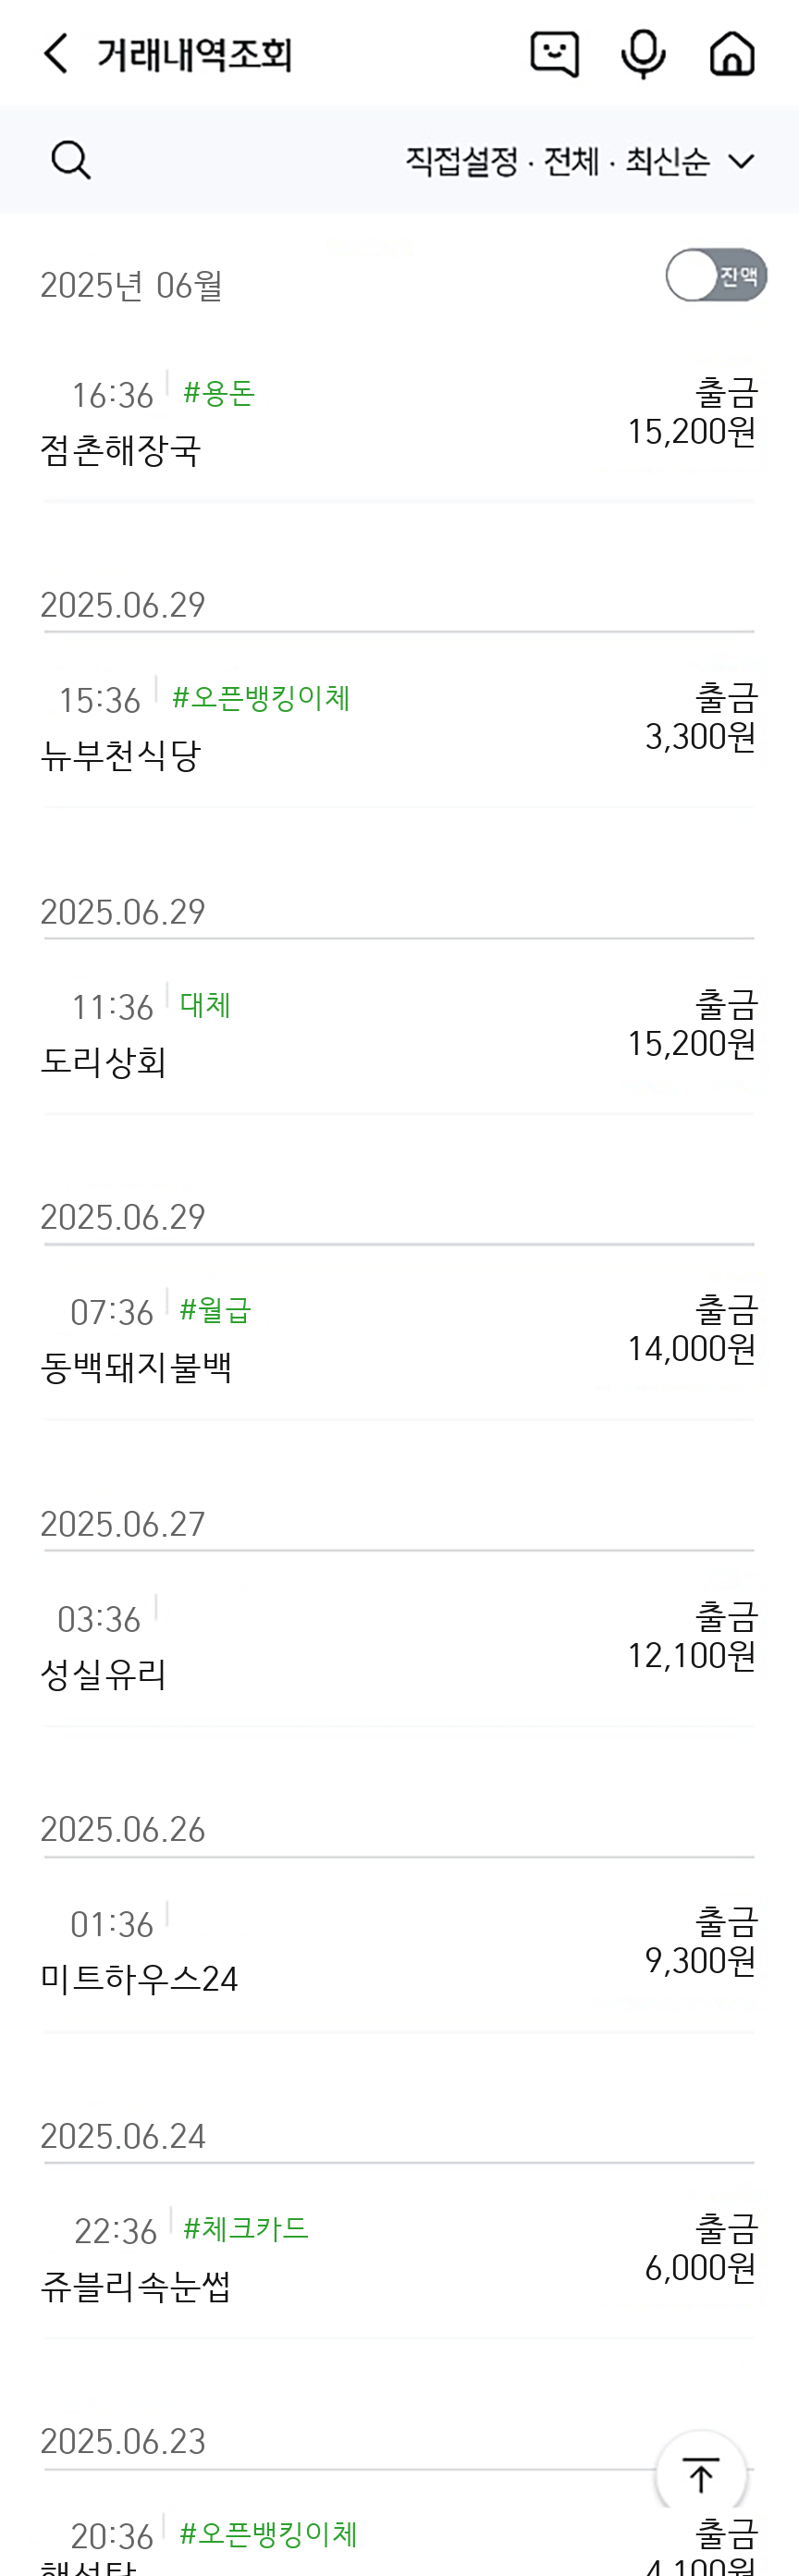 거래내역조회
직접설정 · 전체 · 최신순
2025년 06월
잔액
16:36 #용돈 출금
점촌해장국 15,200원
2025.06.29
15:36 #오픈뱅킹이체 출금
뉴부천식당 3,300원
2025.06.29
11:36 대체 출금
도리상회 15,200원
2025.06.29
07:36 #월급 출금
동백돼지불백 14,000원
2025.06.27
03:36 출금
성실유리 12,100원
2025.06.26
01:36 출금
미트하우스24 9,300원
2025.06.24
22:36 #체크카드 출금
쥬블리속눈썹 6,000원
2025.06.23
20:36 #오픈뱅킹이체 출금
4,100원